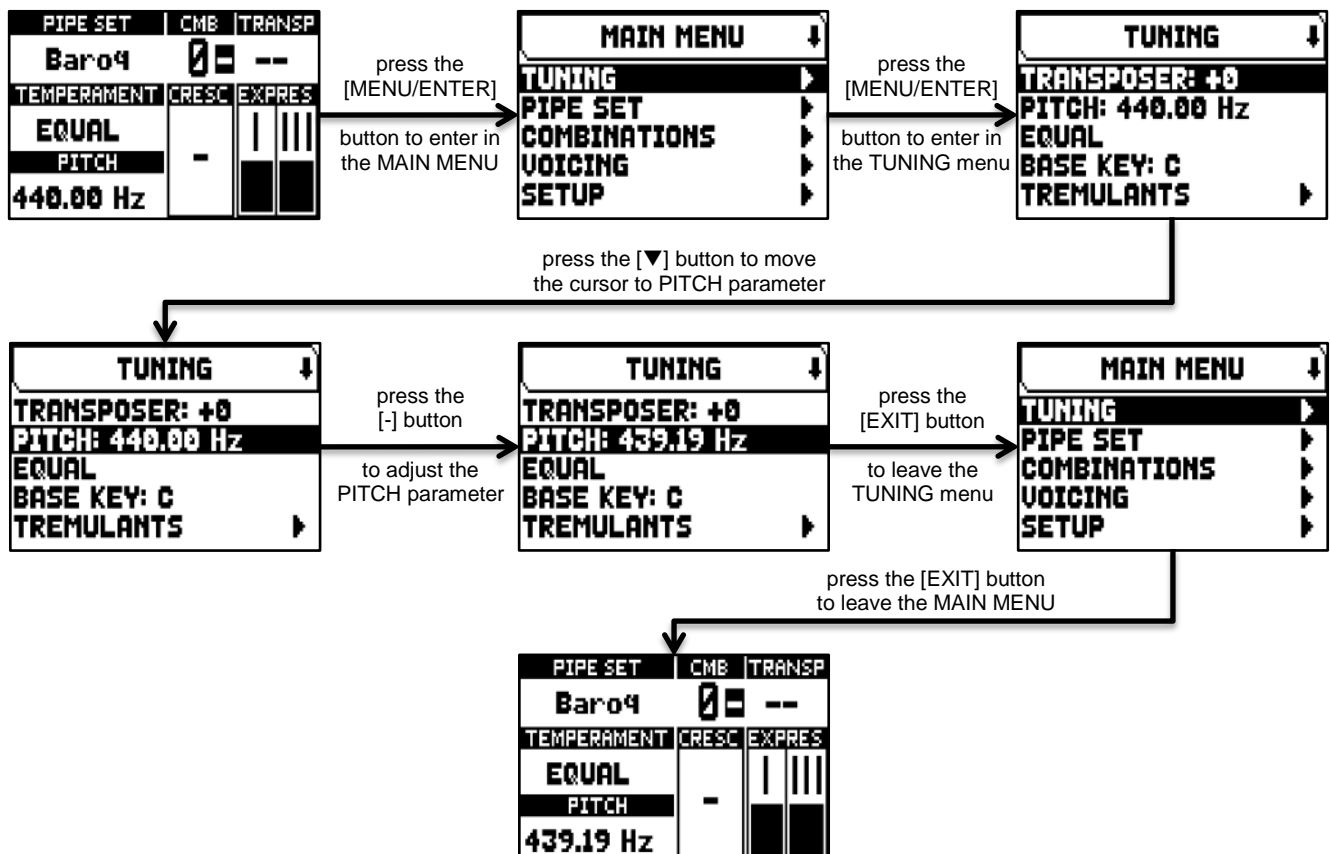 PIPE SET CMB TRANSP
Baroq 0 --
TEMPERAMENT CRESC EXPRES
EQUAL - I III
PITCH
440.00 Hz
press the
[MENU/ENTER]
button to enter in
the MAIN MENU
MAIN MENU
TUNING
PIPE SET
COMBINATIONS
VOICING
SETUP
press the
[MENU/ENTER]
button to enter in
the TUNING menu
TUNING
TRANSPOSER: +0
PITCH: 440.00 Hz
EQUAL
BASE KEY: C
TREMULANTS
press the [▼] button to move
the cursor to PITCH parameter
TUNING
TRANSPOSER: +0
PITCH: 440.00 Hz
EQUAL
BASE KEY: C
TREMULANTS
press the
[-] button
to adjust the
PITCH parameter
TUNING
TRANSPOSER: +0
PITCH: 439.19 Hz
EQUAL
BASE KEY: C
TREMULANTS
press the
[EXIT] button
to leave the
TUNING menu
MAIN MENU
TUNING
PIPE SET
COMBINATIONS
VOICING
SETUP
press the [EXIT] button
to leave the MAIN MENU
PIPE SET CMB TRANSP
Baroq 0 --
TEMPERAMENT CRESC EXPRES
EQUAL - I III
PITCH
439.19 Hz